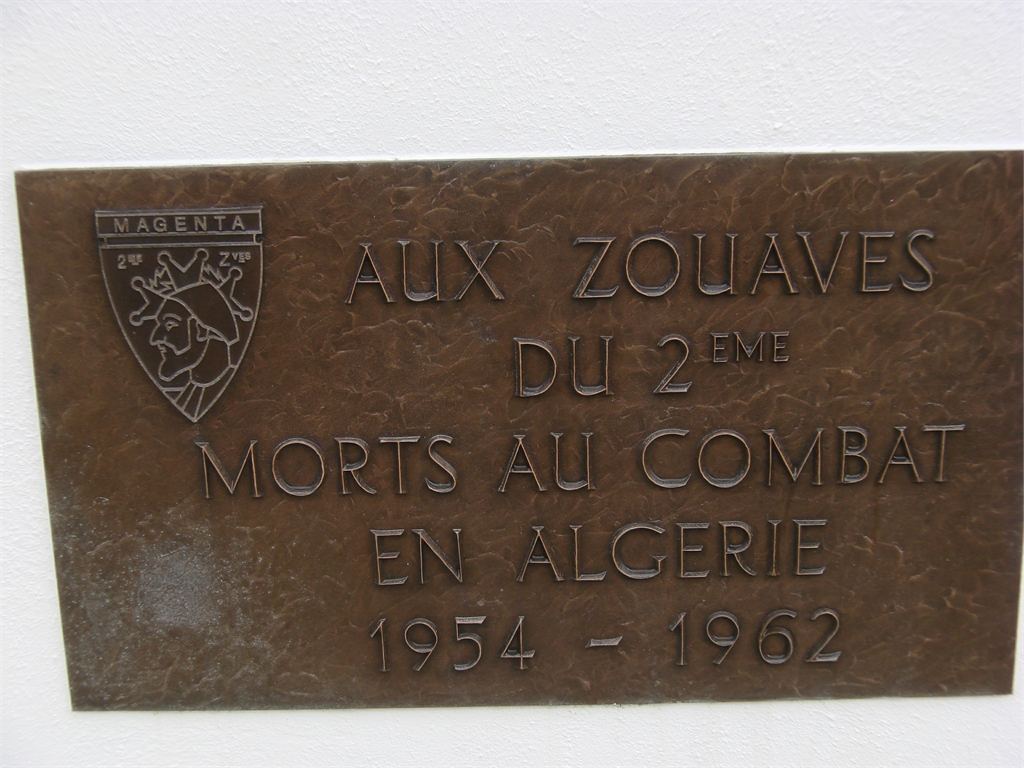 MAGENTA
2EME ZVES
AUX ZOUAVES
DU 2EME
MORTS AU COMBAT
EN ALGERIE
1954 - 1962